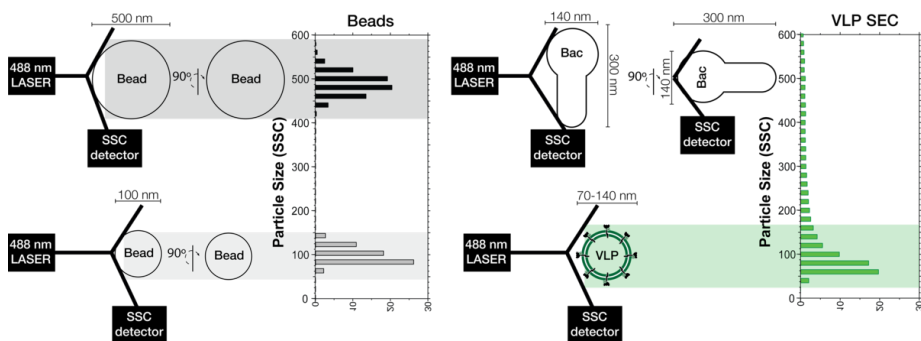 500 nm
488 nm
LASER
Bead
90º
Bead
SSC
detector
100 nm
488 nm
LASER
Bead
90º
Bead
SSC
detector
Beads
Particle Size (SSC)
600
500
400
300
200
100
0
0
10
20
30
140 nm
488 nm
LASER
Bac
300 nm
SSC
detector
300 nm
90º
140 nm
Bac
SSC
detector
70-140 nm
488 nm
LASER
VLP
SSC
detector
VLP SEC
Particle Size (SSC)
600
500
400
300
200
100
0
0
10
20
30